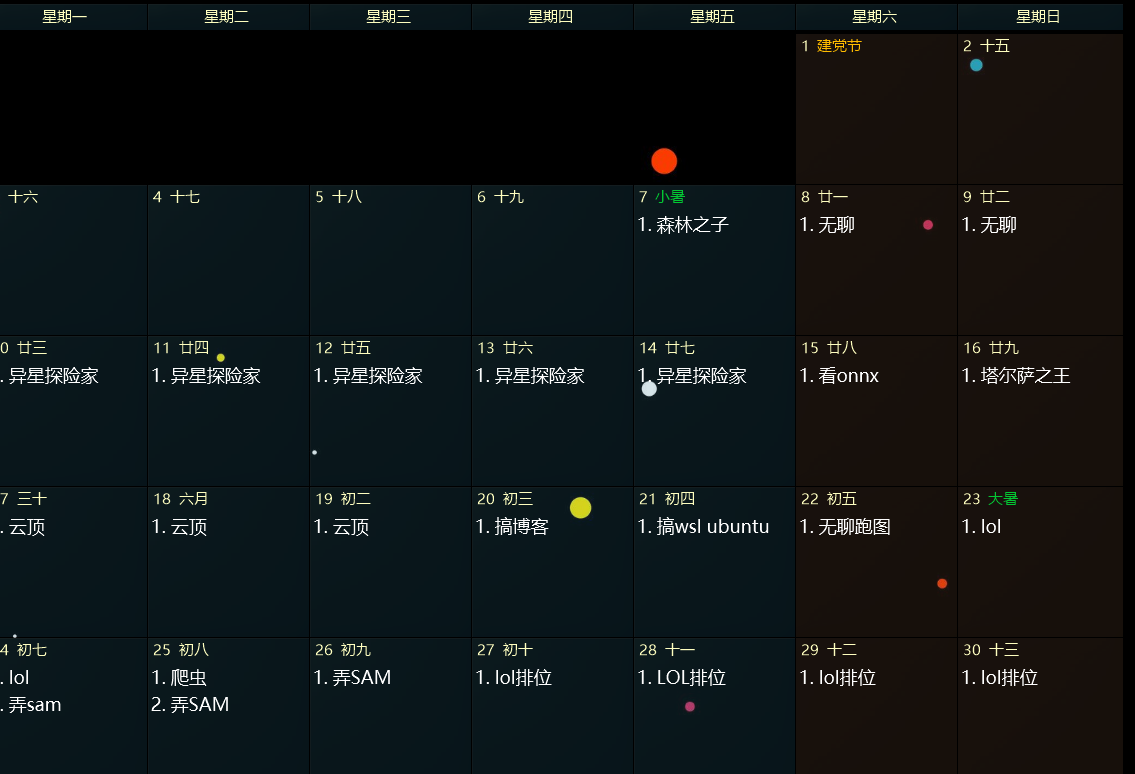 星期一 星期二 星期三 星期四 星期五 星期六 星期日
1 建党节 2 十五
十六 4 十七 5 十八 6 十九 7 小暑 8 廿一 9 廿二
1. 森林之子 1. 无聊 1. 无聊
0 廿三 11 廿四 12 廿五 13 廿六 14 廿七 15 廿八 16 廿九
. 异星探险家 1. 异星探险家 1. 异星探险家 1. 异星探险家 1. 异星探险家 1. 看onnx 1. 塔尔萨之王
7 三十 18 六月 19 初二 20 初三 21 初四 22 初五 23 大暑
. 云顶 1. 云顶 1. 云顶 1. 搞博客 1. 搞wsl ubuntu 1. 无聊跑图 1. lol
4 初七 25 初八 26 初九 27 初十 28 十一 29 十二 30 十三
. lol 1. 爬虫 1. 弄SAM 1. lol排位 1. LOL排位 1. lol排位 1. lol排位
. 弄sam 2. 弄SAM